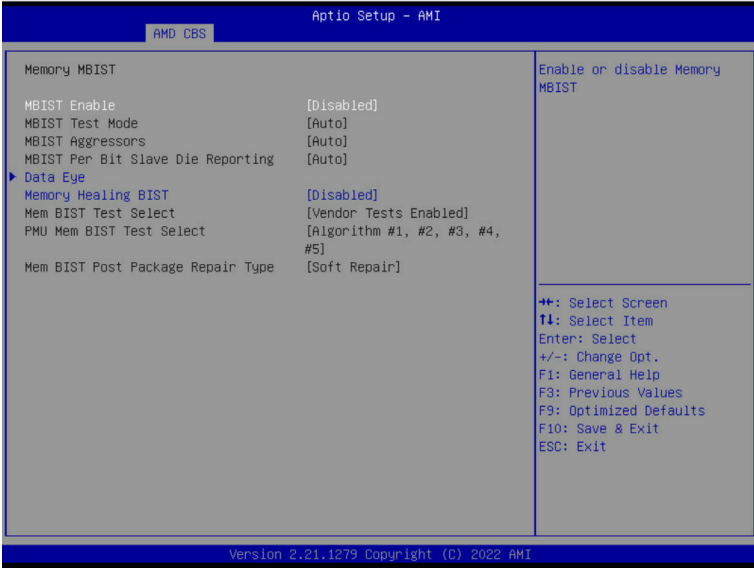 Aptio Setup - AMI
AMD CBS
Memory MBIST
MBIST Enable [Disabled]
MBIST Test Mode [Auto]
MBIST Aggressors [Auto]
MBIST Per Bit Slave Die Reporting [Auto]
Data Eye
Memory Healing BIST [Disabled]
Mem BIST Test Select [Vendor Tests Enabled]
PMU Mem BIST Test Select [Algorithm #1, #2, #3, #4,
#5]
Mem BIST Post Package Repair Type [Soft Repair]
Enable or disable Memory
MBIST
→←: Select Screen
↑↓: Select Item
Enter: Select
+/-: Change Opt.
F1: General Help
F3: Previous Values
F9: Optimized Defaults
F10: Save & Exit
ESC: Exit
Version 2.21.1279 Copyright (C) 2022 AMI